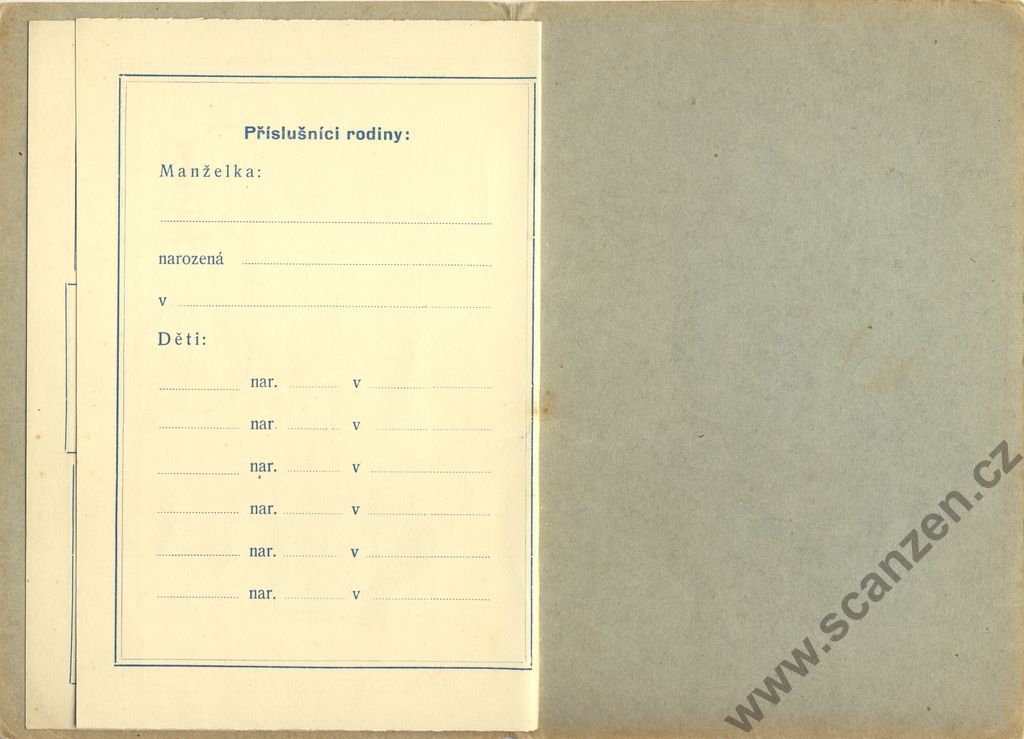 Příslušníci rodiny:
Manželka:
narozená
v
Děti:
nar. v
nar. v
nar. v
nar. v
nar. v
nar. v
www.scanzen.cz